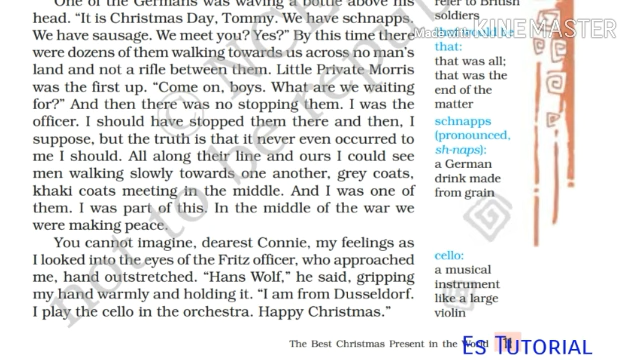 One of the Germans was waving a bottle above his
head. “It is Christmas Day, Tommy. We have schnapps.
We have sausage. We meet you? Yes?” By this time there
were dozens of them walking towards us across no man’s
land and not a rifle between them. Little Private Morris
was the first up. “Come on, boys. What are we waiting
for?” And then there was no stopping them. I was the
officer. I should have stopped them there and then, I
suppose, but the truth is that it never even occurred to
me I should. All along their line and ours I could see
men walking slowly towards one another, grey coats,
khaki coats meeting in the middle. And I was one of
them. I was part of this. In the middle of the war we
were making peace.
You cannot imagine, dearest Connie, my feelings as
I looked into the eyes of the Fritz officer, who approached
me, hand outstretched. “Hans Wolf,” he said, gripping
my hand warmly and holding it. “I am from Dusseldorf.
I play the cello in the orchestra. Happy Christmas.”
refer to British
soldiers
that:
that was all;
that was the
end of the
matter
schnapps
(pronounced,
sh-naps):
a German
drink made
from grain
cello:
a musical
instrument
like a large
violin
The Best Christmas Present in the World
KINEMASTER
Es TUTORIAL
not to be